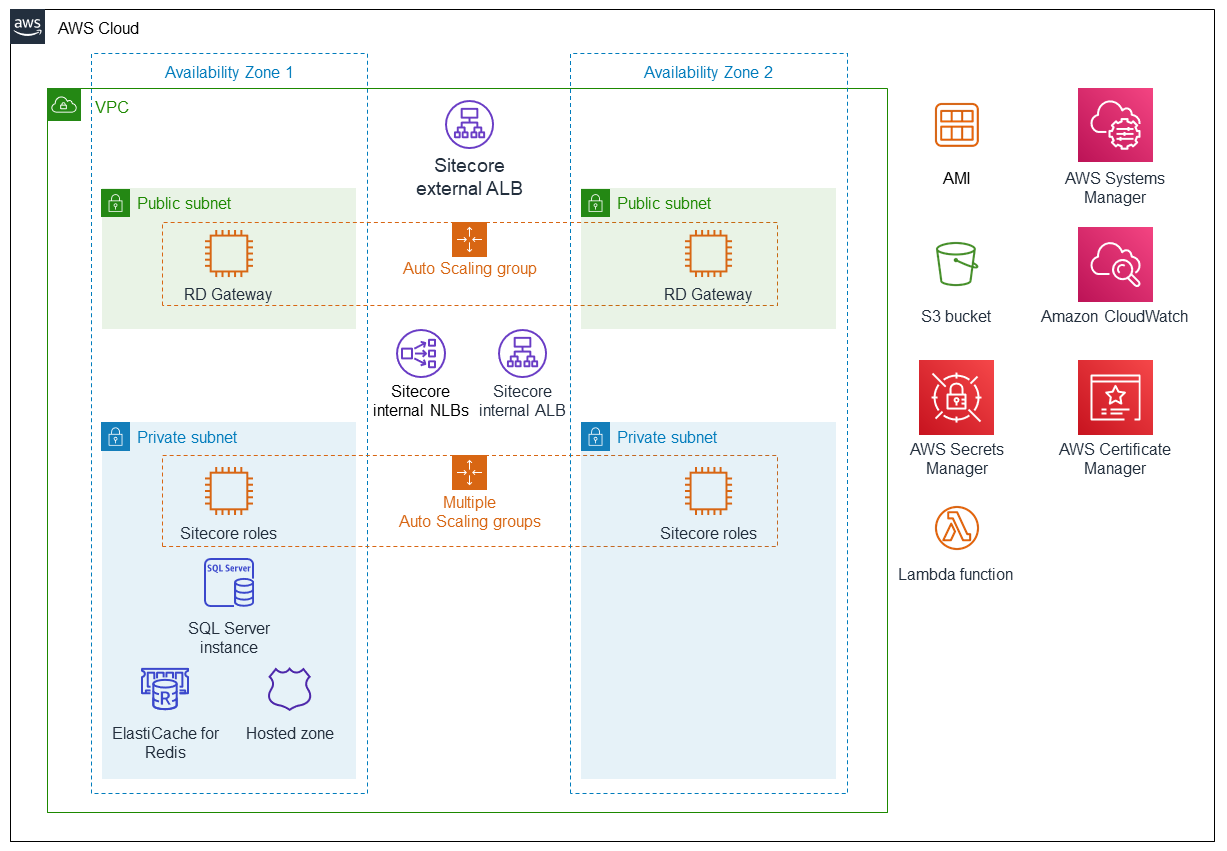 aws
AWS Cloud
Availability Zone 1
Availability Zone 2
VPC
Sitecore
external ALB
Public subnet
Public subnet
Auto Scaling group
RD Gateway
RD Gateway
Sitecore
internal NLBs
Sitecore
internal ALB
Private subnet
Private subnet
Multiple
Auto Scaling groups
Sitecore roles
Sitecore roles
SQL Server
SQL Server
instance
R
ElastiCache for
Redis
Hosted zone
AMI
AWS Systems
Manager
S3 bucket
Amazon CloudWatch
AWS Secrets
Manager
AWS Certificate
Manager
Lambda function